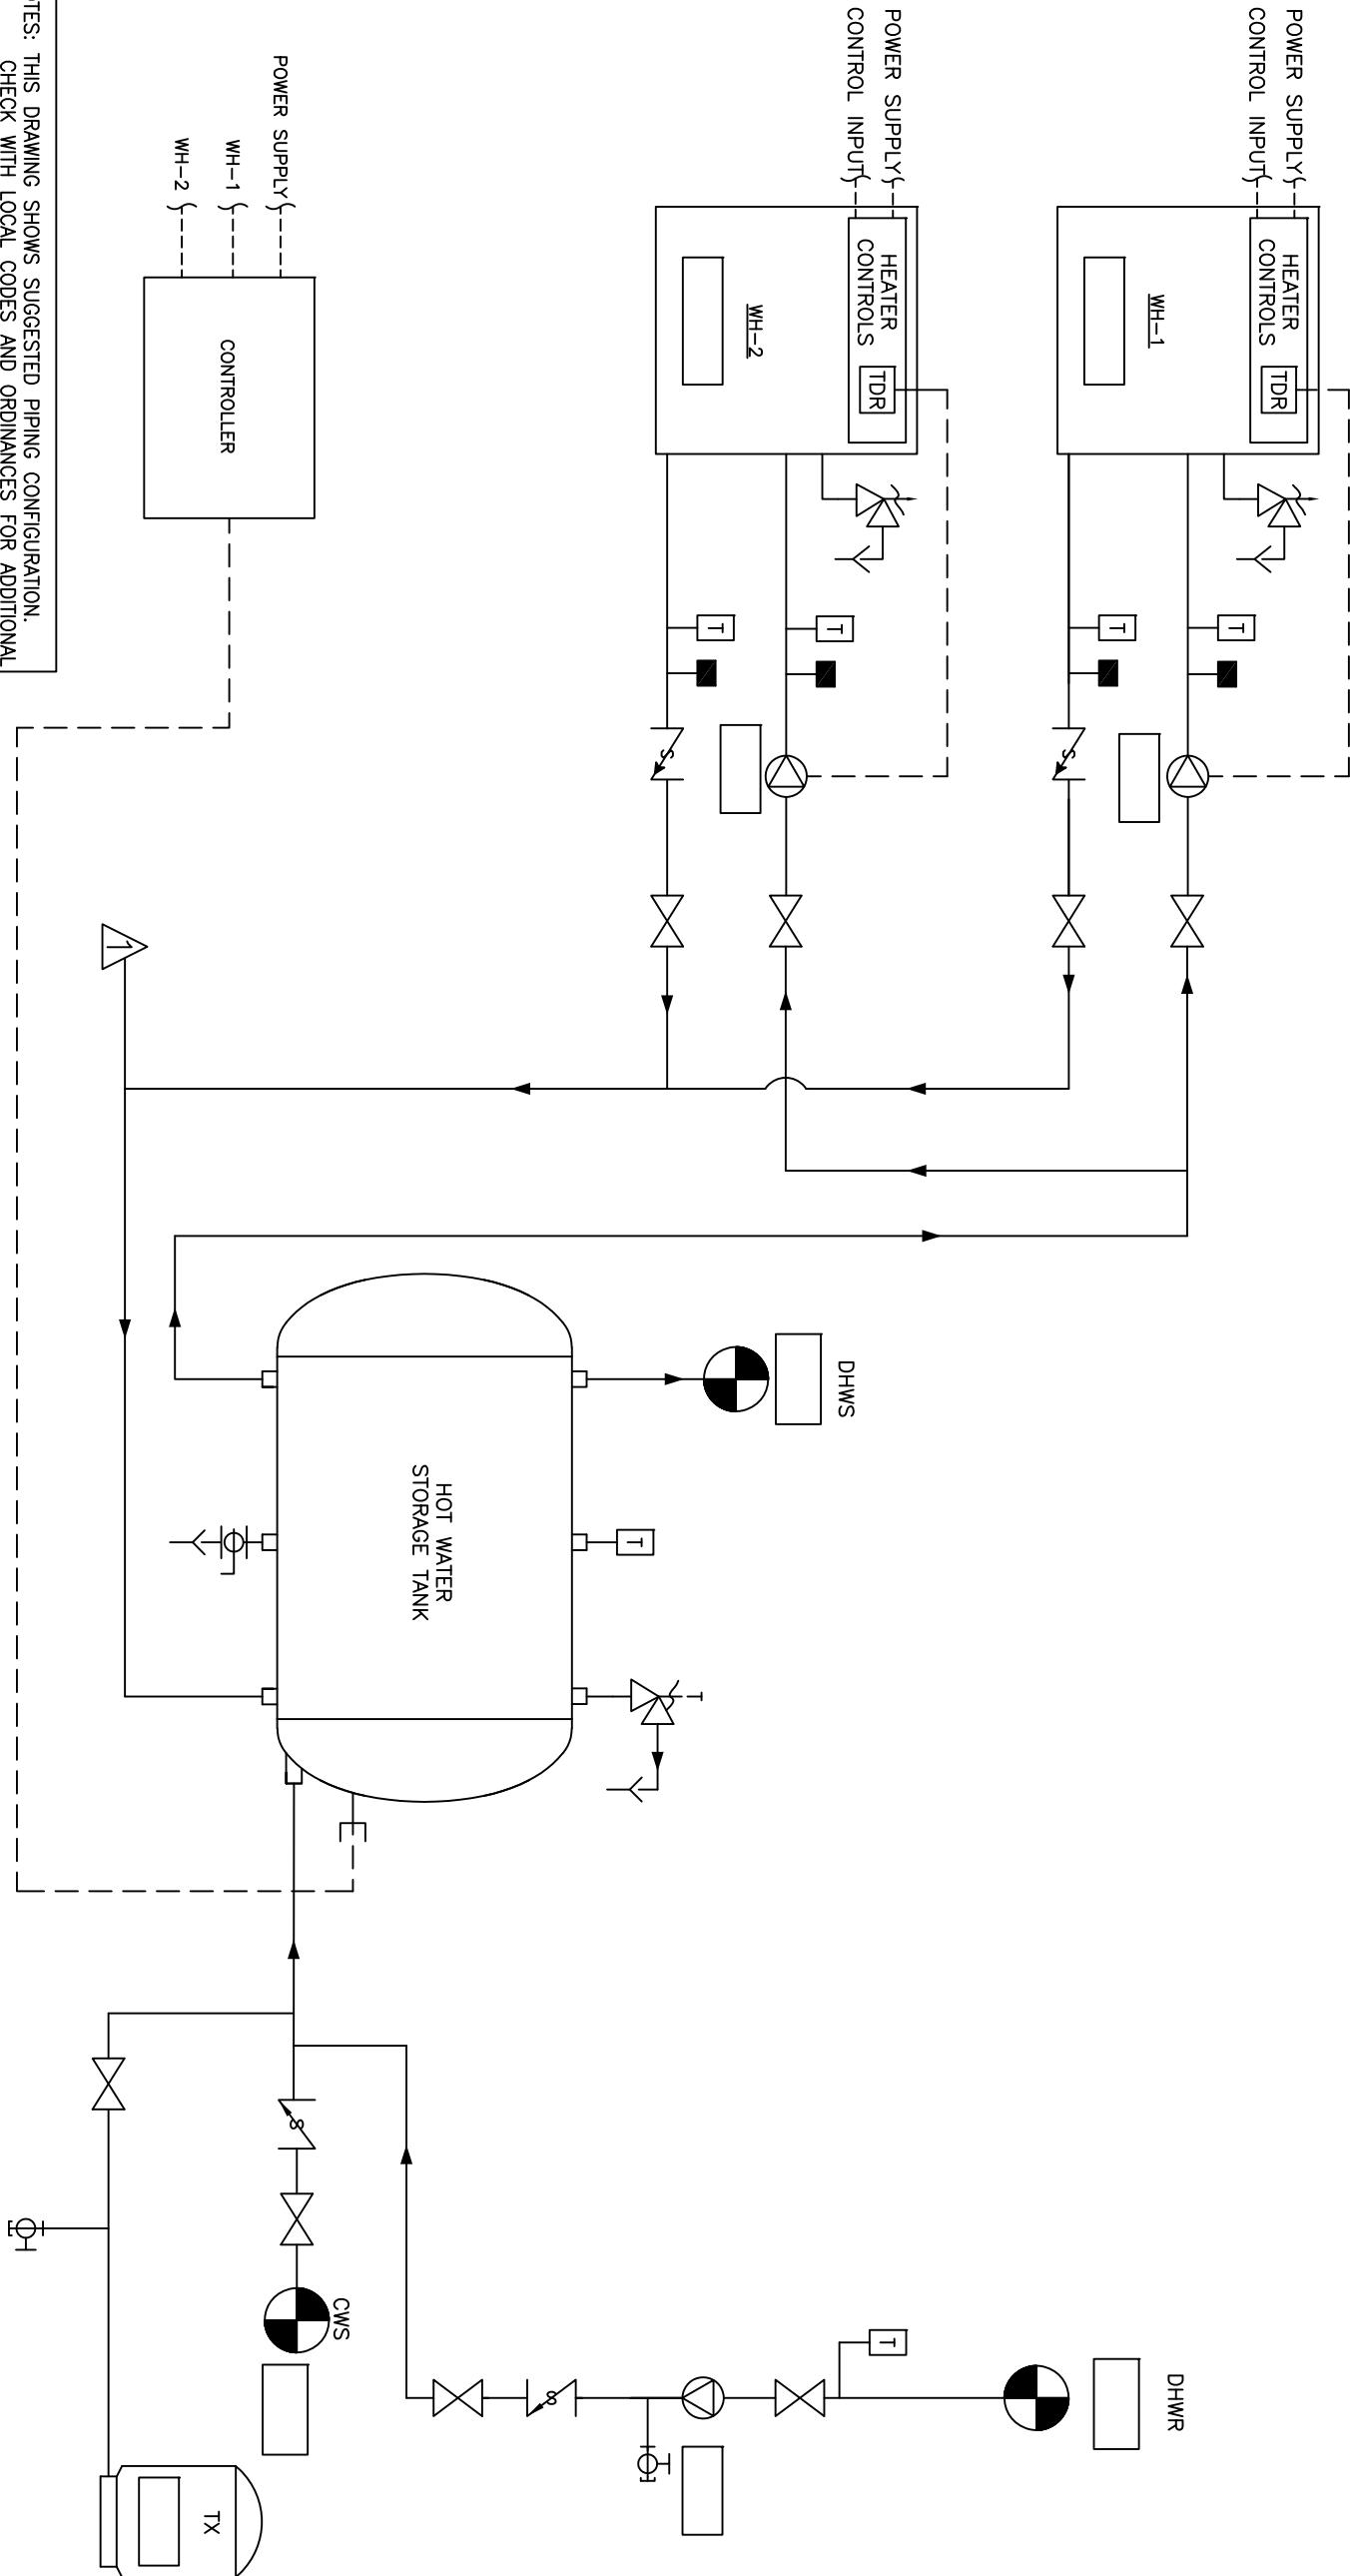 POWER SUPPLY
CONTROL INPUT
HEATER
CONTROLS
TDR
WH-1
T
T
POWER SUPPLY
CONTROL INPUT
HEATER
CONTROLS
TDR
WH-2
T
T
S
S
DHWS
T
HOT WATER
STORAGE TANK
DHWR
T
S
CWS
S
TX
POWER SUPPLY
WH-1
WH-2
CONTROLLER
1
TES: THIS DRAWING SHOWS SUGGESTED PIPING CONFIGURATION.
CHECK WITH LOCAL CODES AND ORDINANCES FOR ADDITIONAL